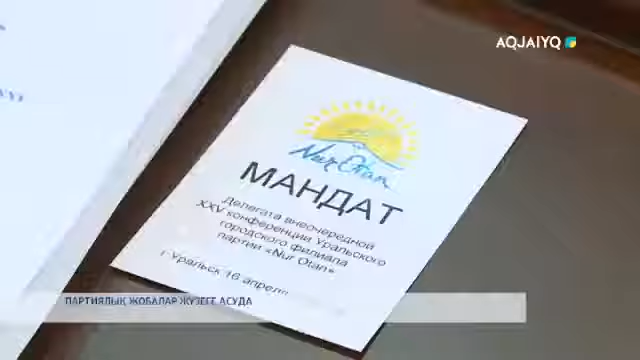 AQJAIYQ
Nur Otan
МАНДАТ
Делегата внеочередной
XXV конференции Уральского
городского филиала
партии «Nur Otan»
г.Уральск 16 апреля
ПАРТИЯЛЫҚ ЖОБАЛАР ЖҮЗЕГЕ АСУДА